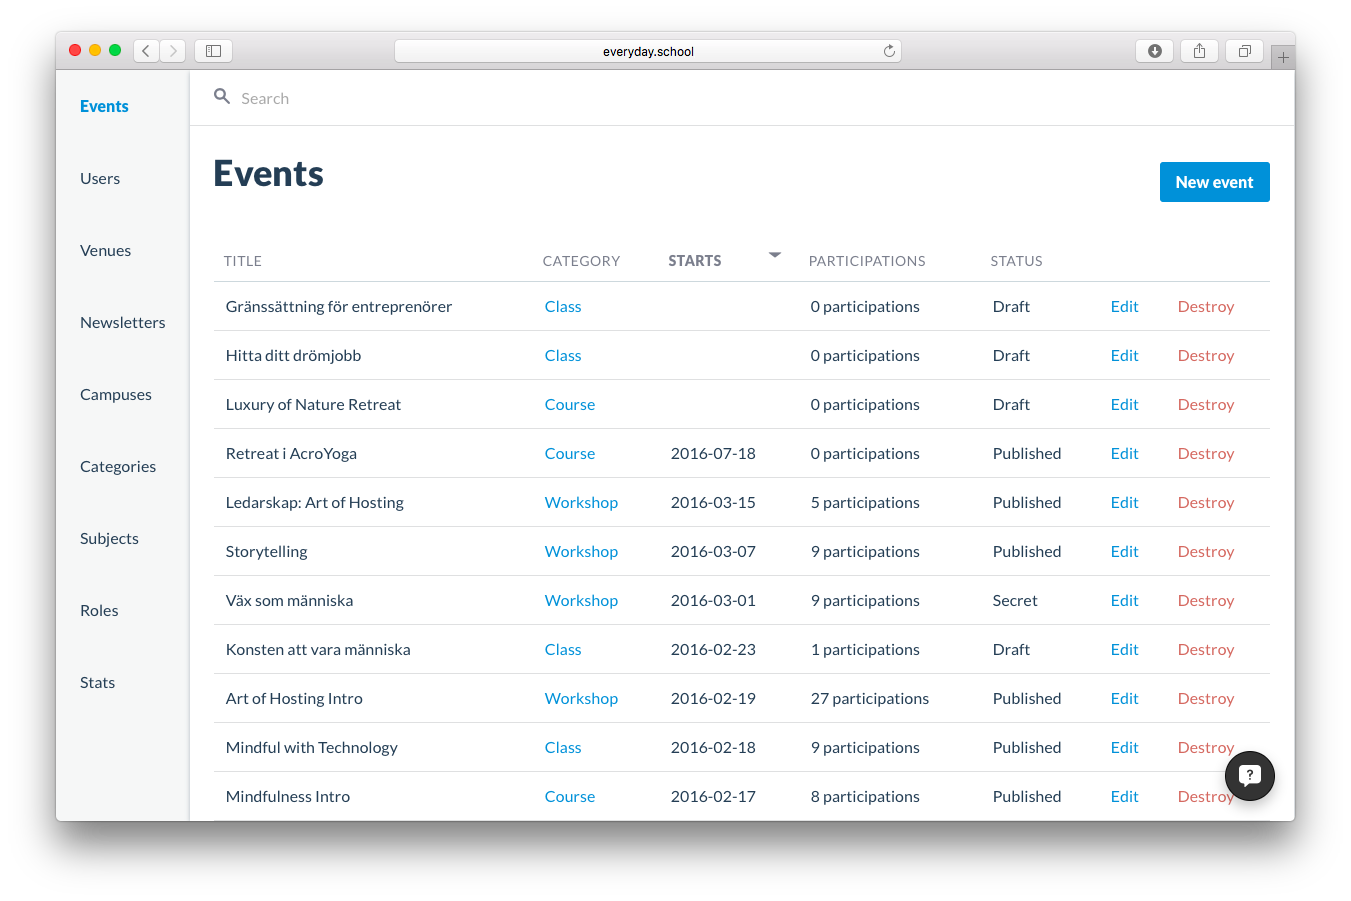 everyday.school
Events
Users
Venues
Newsletters
Campuses
Categories
Subjects
Roles
Stats
Search
Events
New event
TITLE CATEGORY STARTS PARTICIPATIONS STATUS
Gränssättning för entreprenörer Class 0 participations Draft Edit Destroy
Hitta ditt drömjobb Class 0 participations Draft Edit Destroy
Luxury of Nature Retreat Course 0 participations Draft Edit Destroy
Retreat i AcroYoga Course 2016-07-18 0 participations Published Edit Destroy
Ledarskap: Art of Hosting Workshop 2016-03-15 5 participations Published Edit Destroy
Storytelling Workshop 2016-03-07 9 participations Published Edit Destroy
Väx som människa Workshop 2016-03-01 9 participations Secret Edit Destroy
Konsten att vara människa Class 2016-02-23 1 participations Draft Edit Destroy
Art of Hosting Intro Workshop 2016-02-19 27 participations Published Edit Destroy
Mindful with Technology Class 2016-02-18 9 participations Published Edit Destroy
Mindfulness Intro Course 2016-02-17 8 participations Published Edit Destroy
?